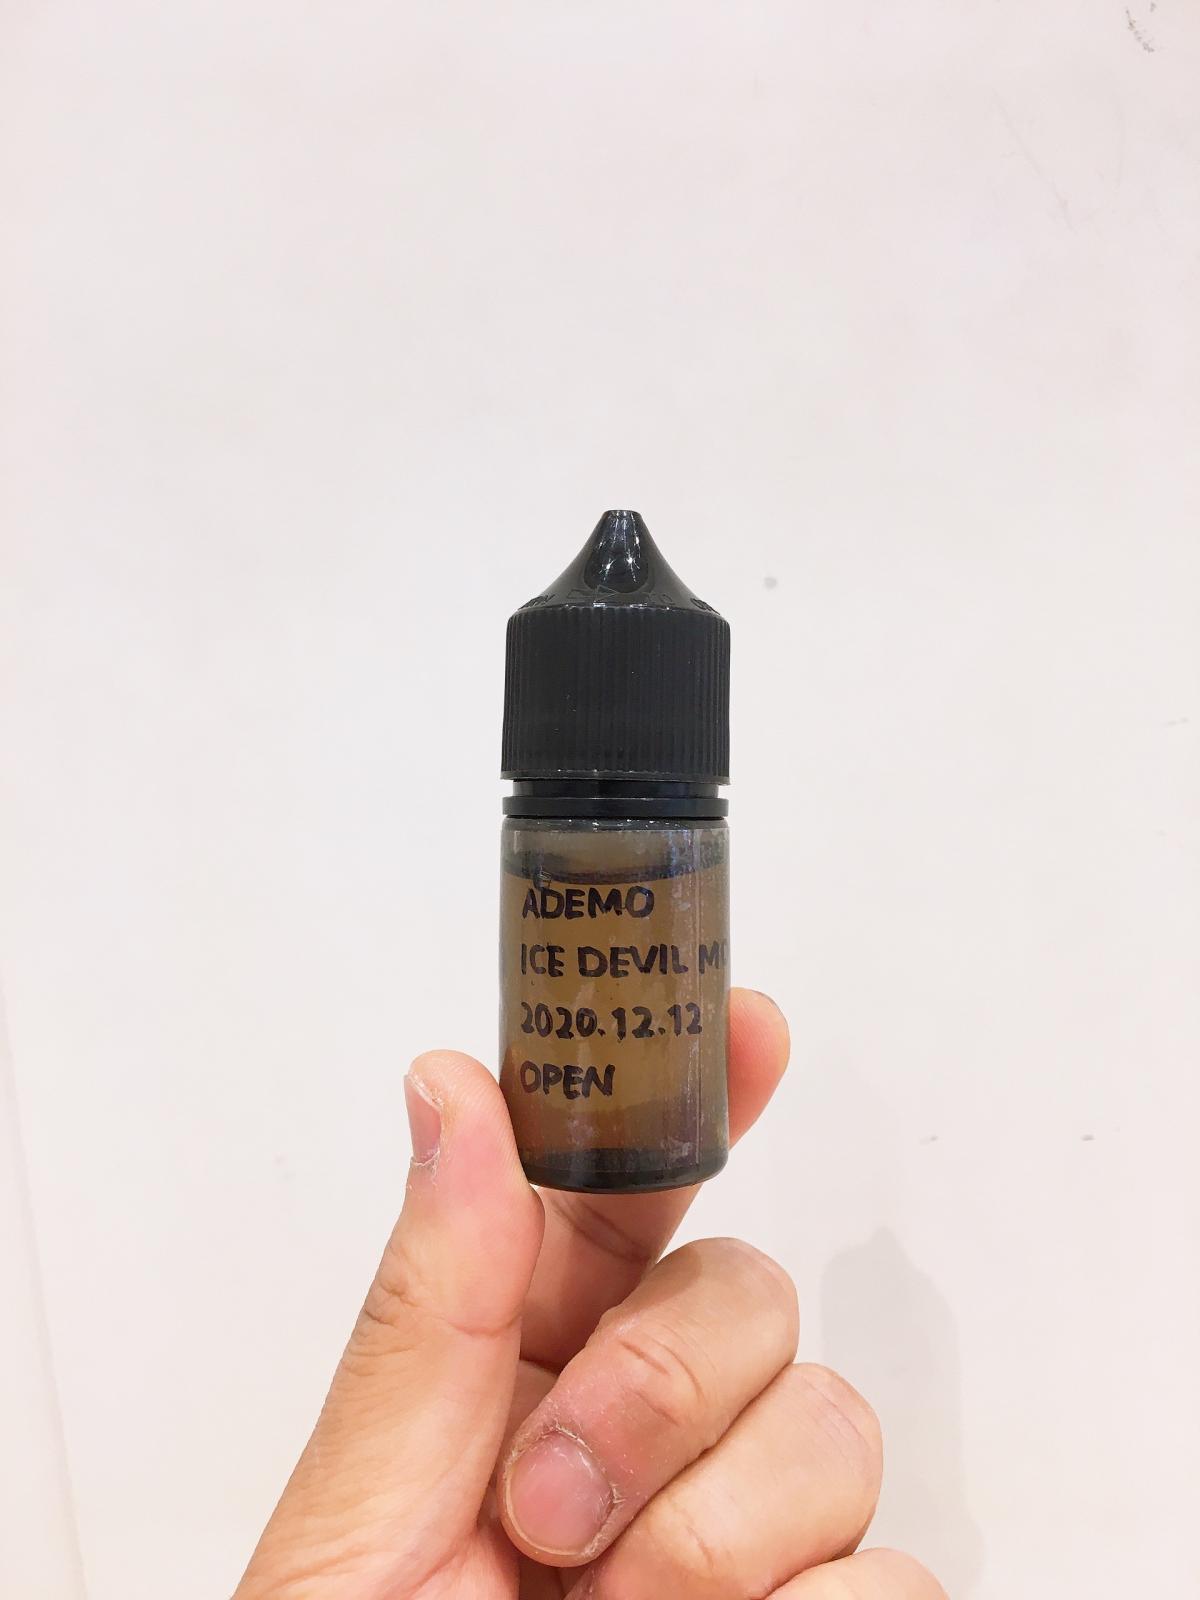 ADEMO
ICE DEVIL
2020.12.12
OPEN